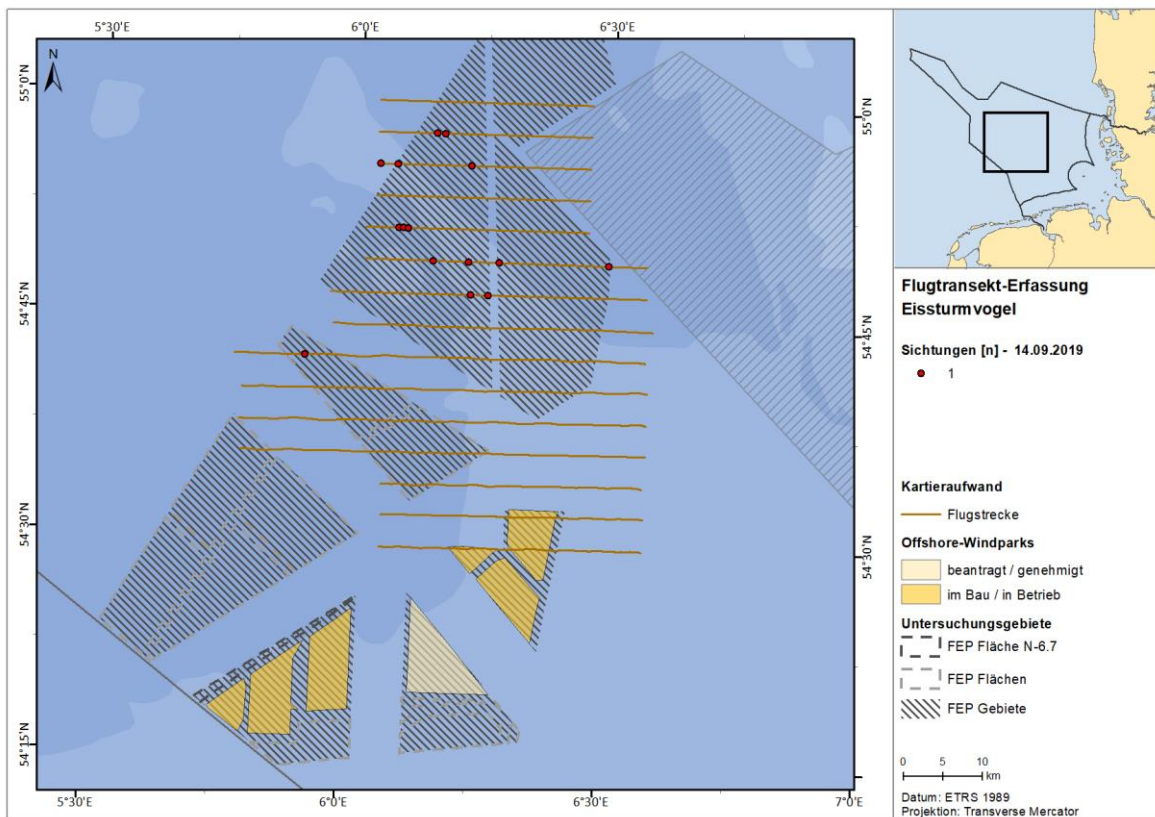 5°30'E 6°0'E 6°30'E
N
55°0'N
54°45'N
54°30'N
54°15'N
55°0'N
54°45'N
54°30'N
5°30'E 6°0'E 6°30'E 7°0'E
Flugtransekt-Erfassung
Eissturmvogel
Sichtungen [n] - 14.09.2019
1
Kartieraufwand
Flugstrecke
Offshore-Windparks
beantragt / genehmigt
im Bau / in Betrieb
Untersuchungsgebiete
FEP Fläche N-6.7
FEP Flächen
FEP Gebiete
0 5 10
km
Datum: ETRS 1989
Projektion: Transverse Mercator